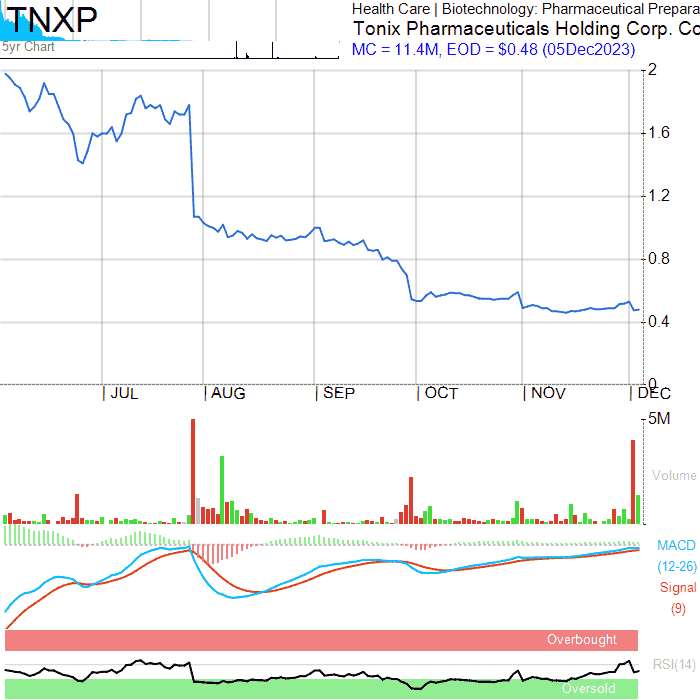 TNXP
5yr Chart
Health Care | Biotechnology: Pharmaceutical Prepara
Tonix Pharmaceuticals Holding Corp. Co
MC = 11.4M, EOD = $0.48 (05Dec2023)
2
1.6
1.2
0.8
0.4
0
JUL AUG SEP OCT NOV DEC
5M
Volume
MACD
(12-26)
Signal
(9)
Overbought
RSI(14)
Oversold